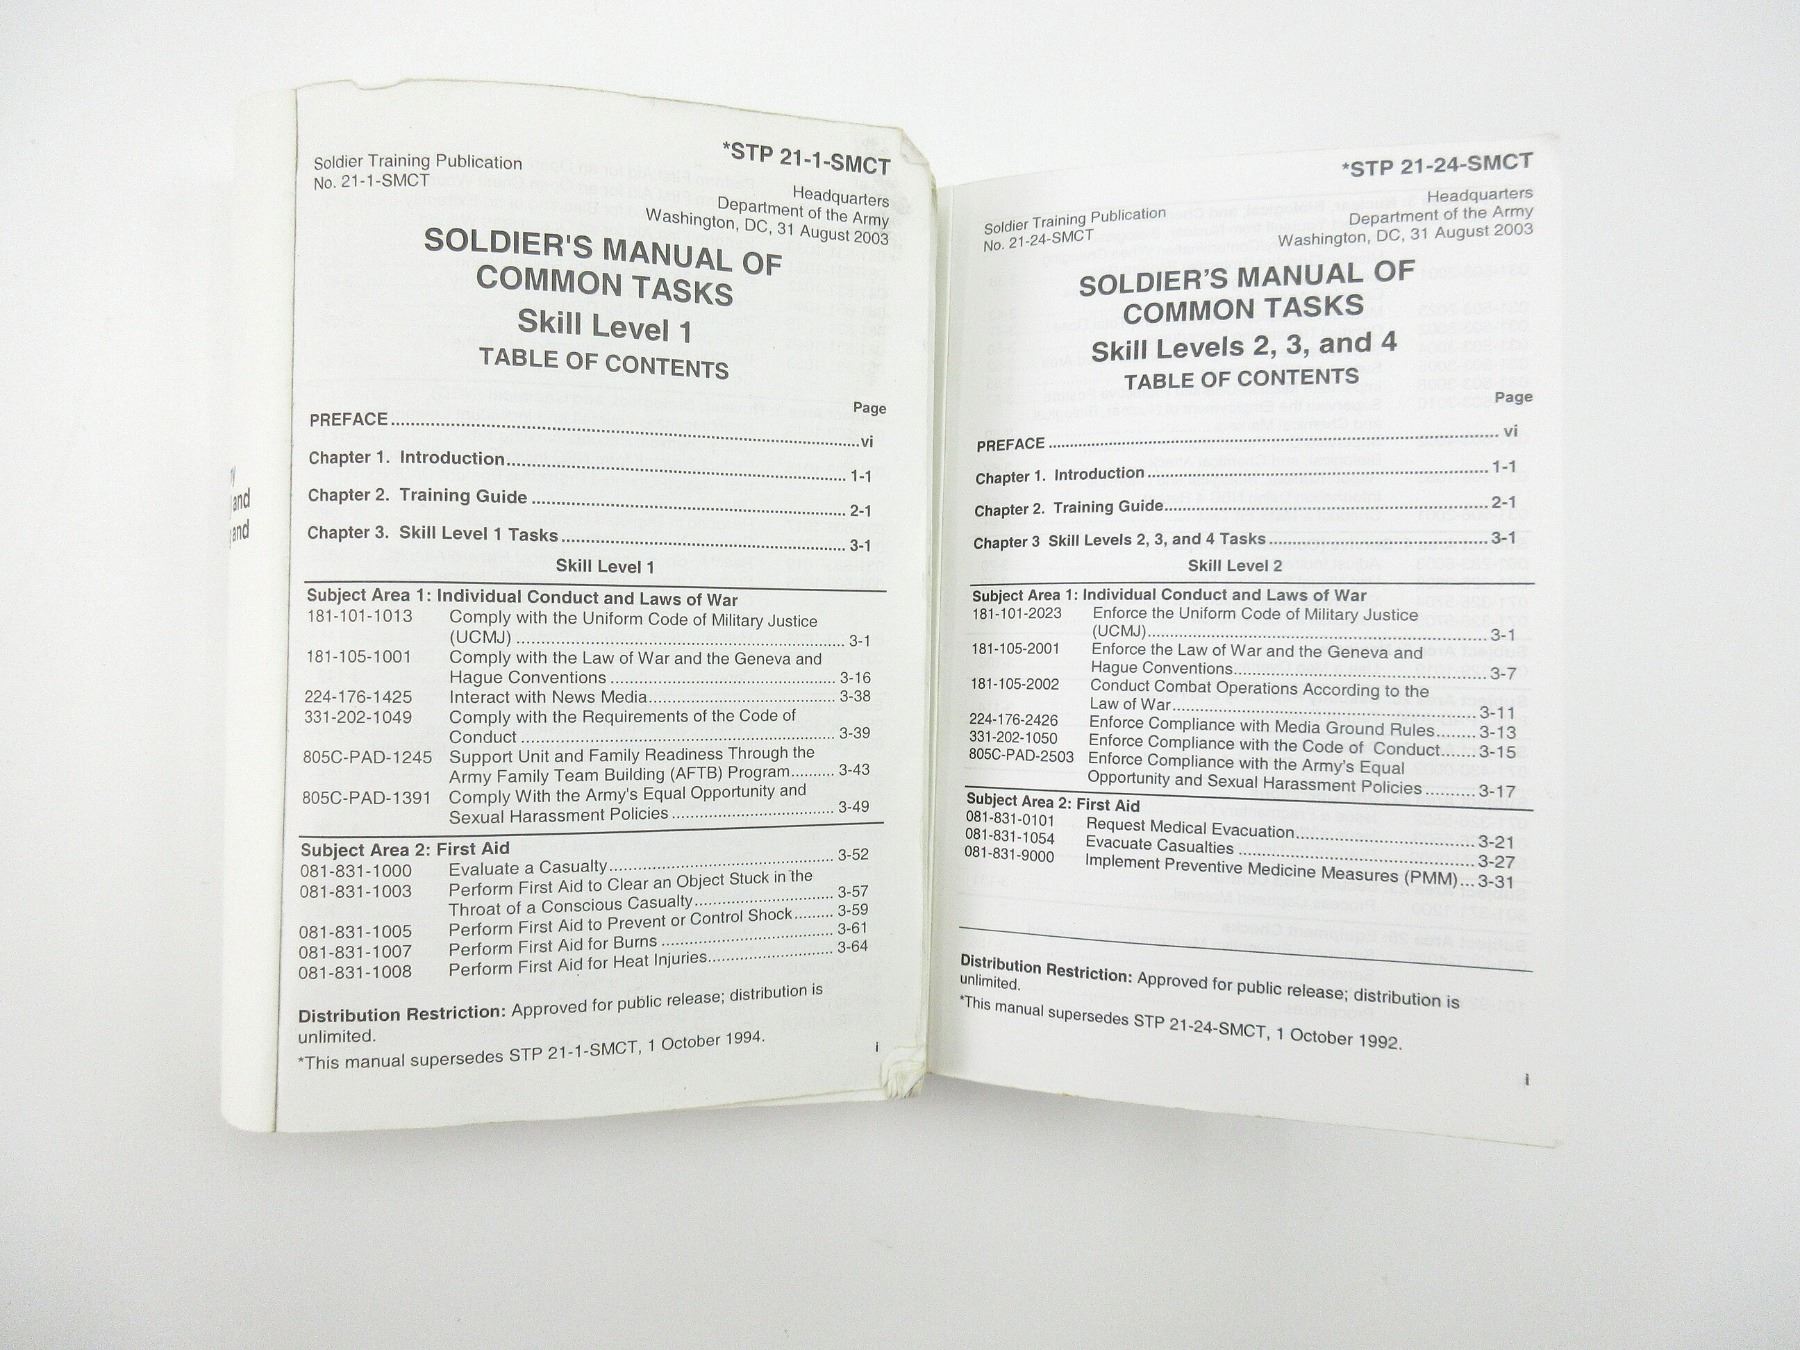 and
and
Soldier Training Publication
No. 21-1-SMCT
*STP 21-1-SMCT
Headquarters
Department of the Army
Washington, DC, 31 August 2003
SOLDIER'S MANUAL OF
COMMON TASKS
Skill Level 1
TABLE OF CONTENTS
Page
PREFACE ........ vi
Chapter 1. Introduction ........ 1-1
Chapter 2. Training Guide ........ 2-1
Chapter 3. Skill Level 1 Tasks ........ 3-1
Skill Level 1
Subject Area 1: Individual Conduct and Laws of War
181-101-1013 Comply with the Uniform Code of Military Justice
(UCMJ) ........ 3-1
181-105-1001 Comply with the Law of War and the Geneva and
Hague Conventions ........ 3-16
224-176-1425 Interact with News Media ........ 3-38
331-202-1049 Comply with the Requirements of the Code of
Conduct ........ 3-39
805C-PAD-1245 Support Unit and Family Readiness Through the
Army Family Team Building (AFTB) Program ........ 3-43
805C-PAD-1391 Comply With the Army's Equal Opportunity and
Sexual Harassment Policies ........ 3-49
Subject Area 2: First Aid
081-831-1000 Evaluate a Casualty ........ 3-52
081-831-1003 Perform First Aid to Clear an Object Stuck in the
Throat of a Conscious Casualty ........ 3-57
081-831-1005 Perform First Aid to Prevent or Control Shock ........ 3-59
081-831-1007 Perform First Aid for Burns ........ 3-61
081-831-1008 Perform First Aid for Heat Injuries ........ 3-64
Distribution Restriction: Approved for public release; distribution is
unlimited.
*This manual supersedes STP 21-1-SMCT, 1 October 1994.
i
*STP 21-24-SMCT
Soldier Training Publication
No. 21-24-SMCT
Headquarters
Department of the Army
Washington, DC, 31 August 2003
SOLDIER'S MANUAL OF
COMMON TASKS
Skill Levels 2, 3, and 4
TABLE OF CONTENTS
Page
PREFACE ........ vi
Chapter 1. Introduction ........ 1-1
Chapter 2. Training Guide ........ 2-1
Chapter 3 Skill Levels 2, 3, and 4 Tasks ........ 3-1
Skill Level 2
Subject Area 1: Individual Conduct and Laws of War
181-101-2023 Enforce the Uniform Code of Military Justice
(UCMJ) ........ 3-1
181-105-2001 Enforce the Law of War and the Geneva and
Hague Conventions ........ 3-7
181-105-2002 Conduct Combat Operations According to the
Law of War ........ 3-11
224-176-2426 Enforce Compliance with Media Ground Rules ........ 3-13
331-202-1050 Enforce Compliance with the Code of Conduct ........ 3-15
805C-PAD-2503 Enforce Compliance with the Army's Equal
Opportunity and Sexual Harassment Policies ........ 3-17
Subject Area 2: First Aid
081-831-0101 Request Medical Evacuation ........ 3-21
081-831-1054 Evacuate Casualties ........ 3-27
081-831-9000 Implement Preventive Medicine Measures (PMM) ... 3-31
Distribution Restriction: Approved for public release; distribution is
unlimited.
*This manual supersedes STP 21-24-SMCT, 1 October 1992.
i